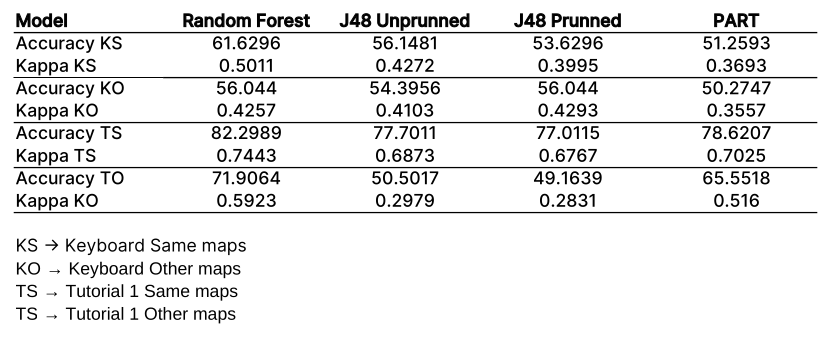 Model Random Forest J48 Unprunned J48 Prunned PART
Accuracy KS 61.6296 56.1481 53.6296 51.2593
Kappa KS 0.5011 0.4272 0.3995 0.3693
Accuracy KO 56.044 54.3956 56.044 50.2747
Kappa KO 0.4257 0.4103 0.4293 0.3557
Accuracy TS 82.2989 77.7011 77.0115 78.6207
Kappa TS 0.7443 0.6873 0.6767 0.7025
Accuracy TO 71.9064 50.5017 49.1639 65.5518
Kappa KO 0.5923 0.2979 0.2831 0.516
KS → Keyboard Same maps
KO → Keyboard Other maps
TS → Tutorial 1 Same maps
TS → Tutorial 1 Other maps